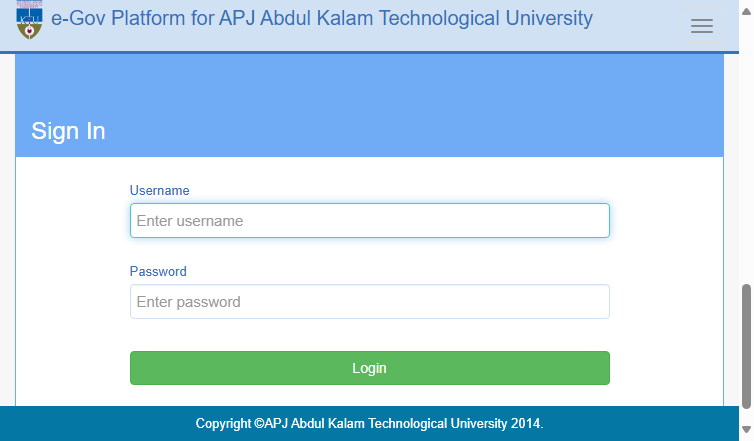 e-Gov Platform for APJ Abdul Kalam Technological University
Sign In
Username
Enter username
Password
Enter password
Login
Copyright ©APJ Abdul Kalam Technological University 2014.